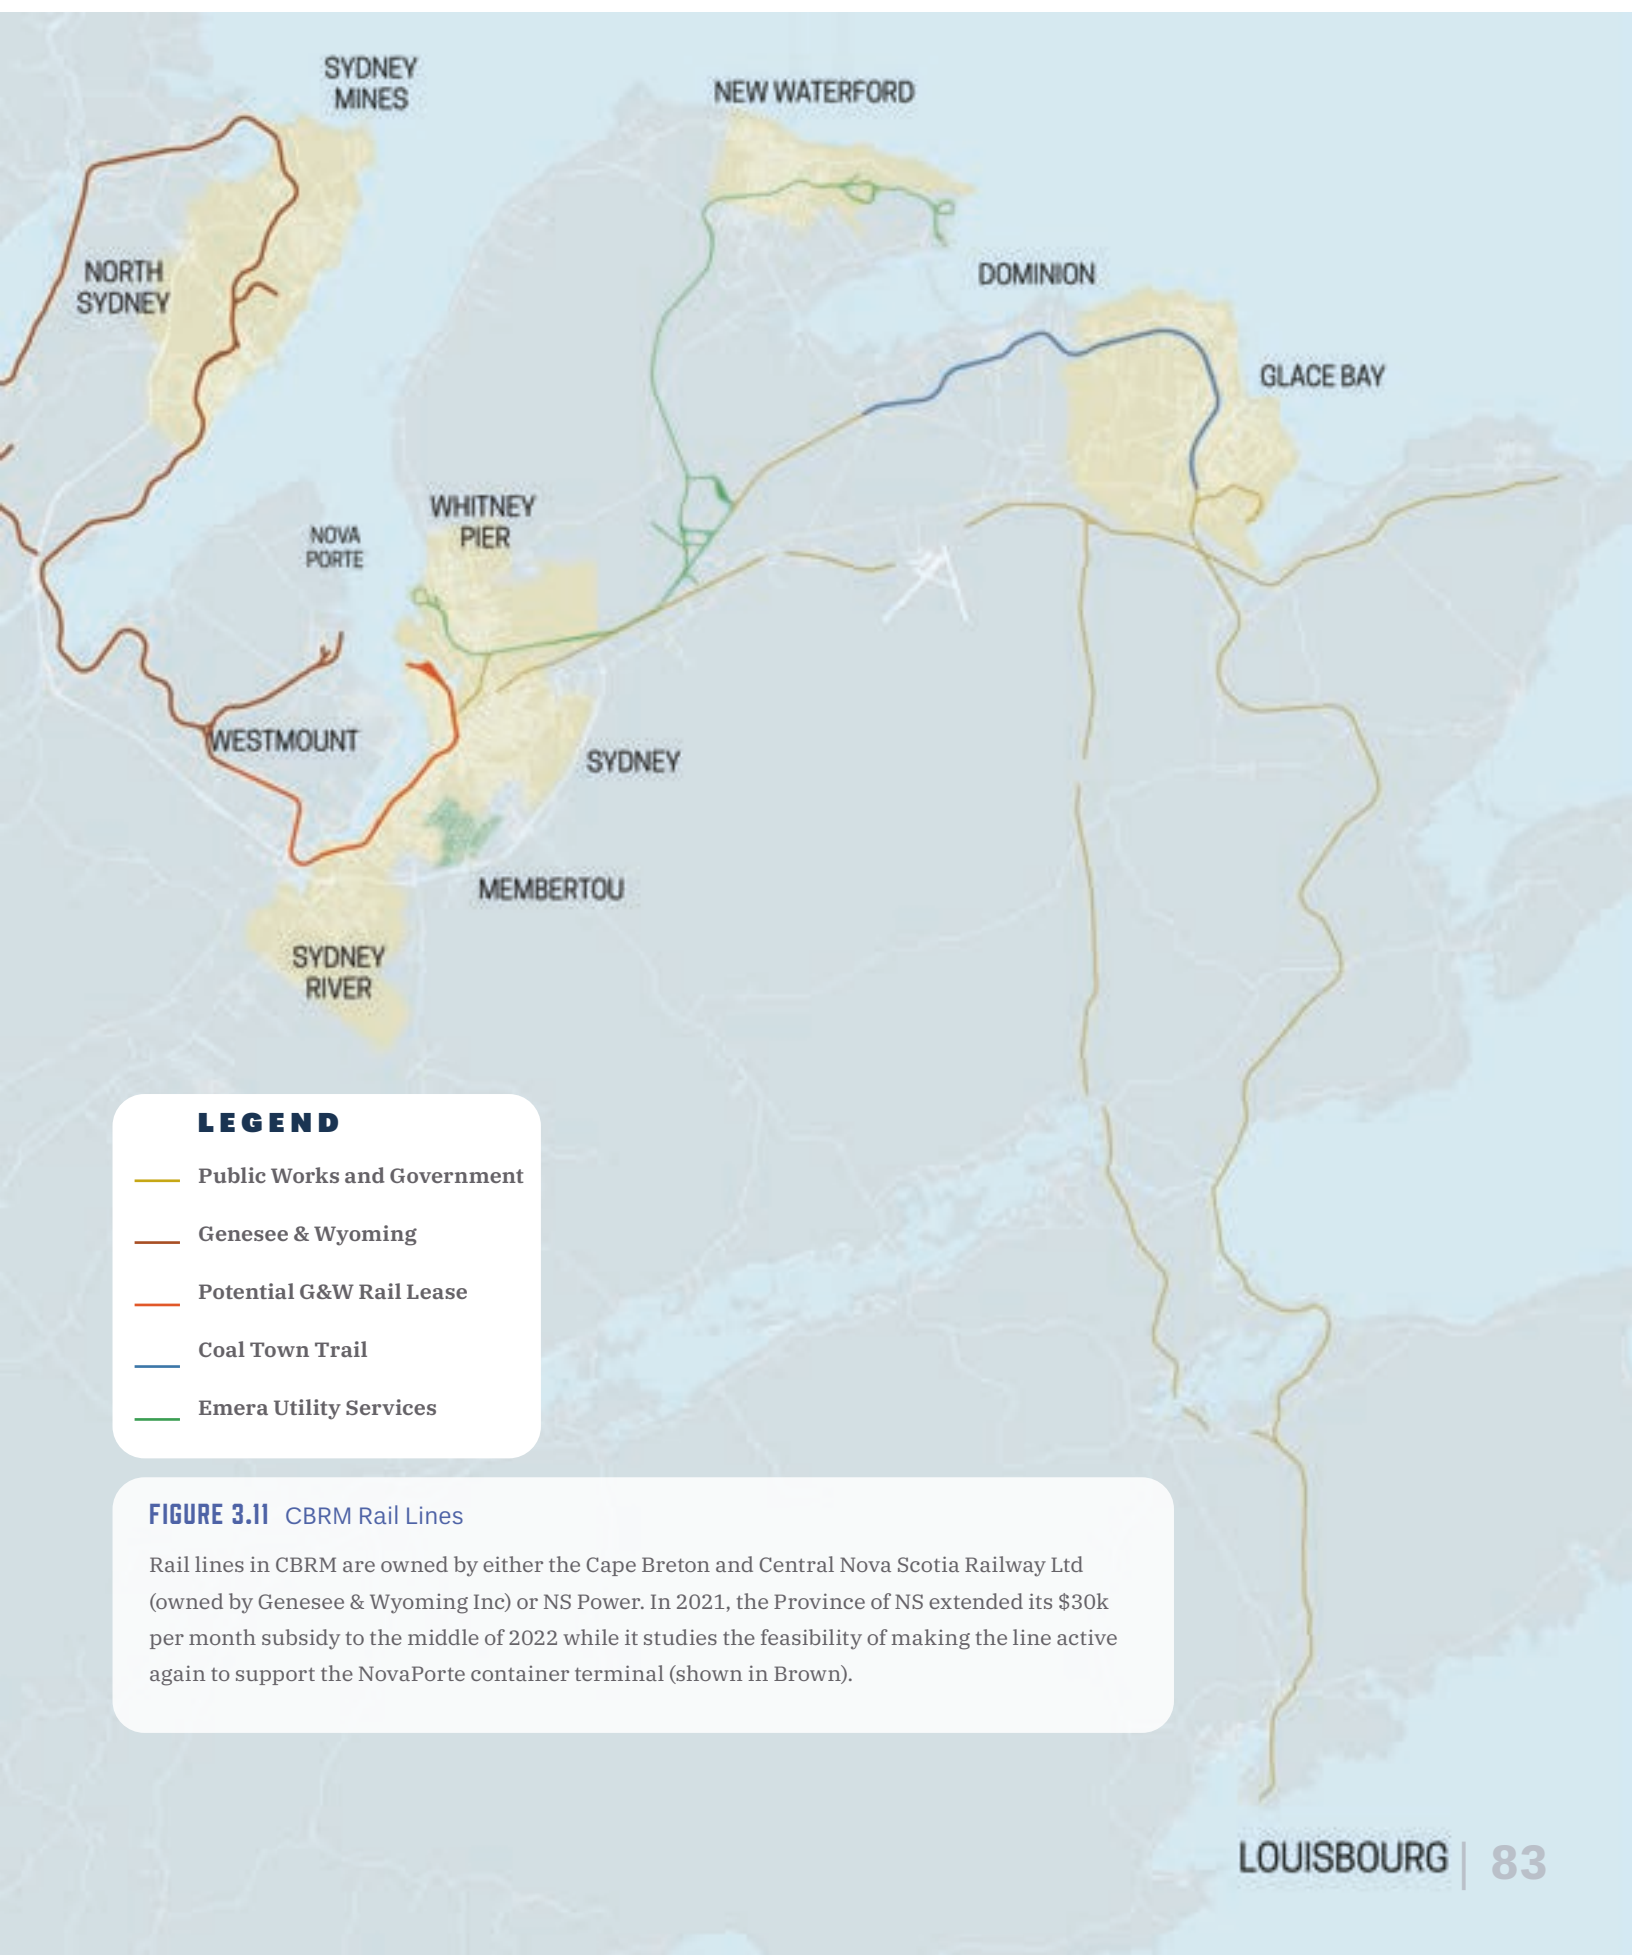 SYDNEY
MINES
NEW WATERFORD
NORTH
SYDNEY
DOMINION
GLACE BAY
WHITNEY
PIER
NOVA
PORTE
WESTMOUNT
SYDNEY
MEMBERTOU
SYDNEY
RIVER
LEGEND
Public Works and Government
Genesee & Wyoming
Potential G&W Rail Lease
Coal Town Trail
Emera Utility Services
FIGURE 3.11 CBRM Rail Lines
Rail lines in CBRM are owned by either the Cape Breton and Central Nova Scotia Railway Ltd
(owned by Genesee & Wyoming Inc) or NS Power. In 2021, the Province of NS extended its $30k
per month subsidy to the middle of 2022 while it studies the feasibility of making the line active
again to support the NovaPorte container terminal (shown in Brown).
LOUISBOURG | 83